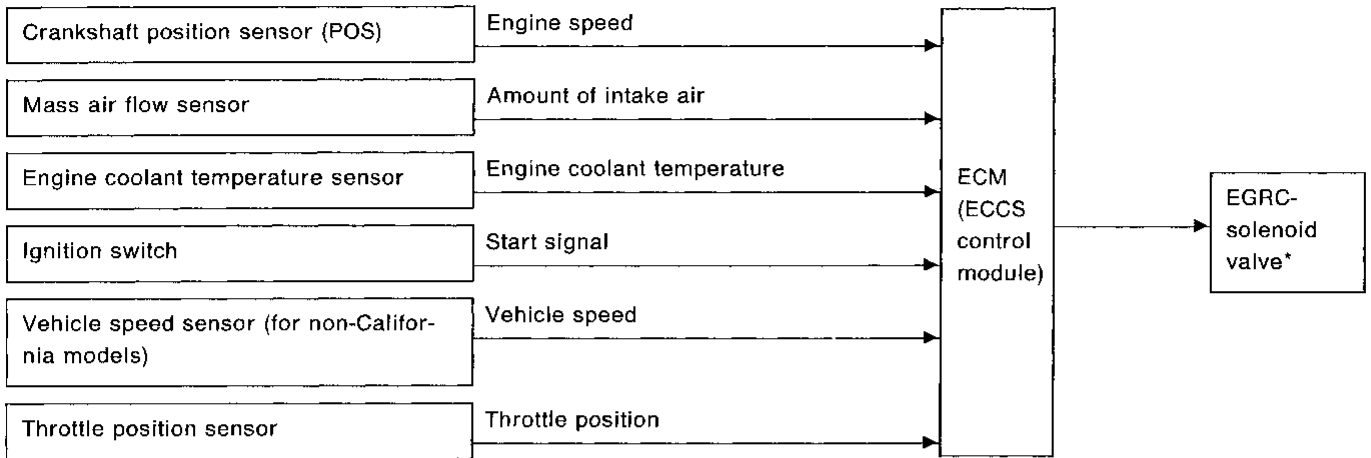 Crankshaft position sensor (POS)
Engine speed
Mass air flow sensor
Amount of intake air
Engine coolant temperature sensor
Engine coolant temperature
Ignition switch
Start signal
Vehicle speed sensor (for non-Califor-
nia models)
Vehicle speed
Throttle position sensor
Throttle position
ECM
(ECCS
control
module)
EGRC-
solenoid
valve*